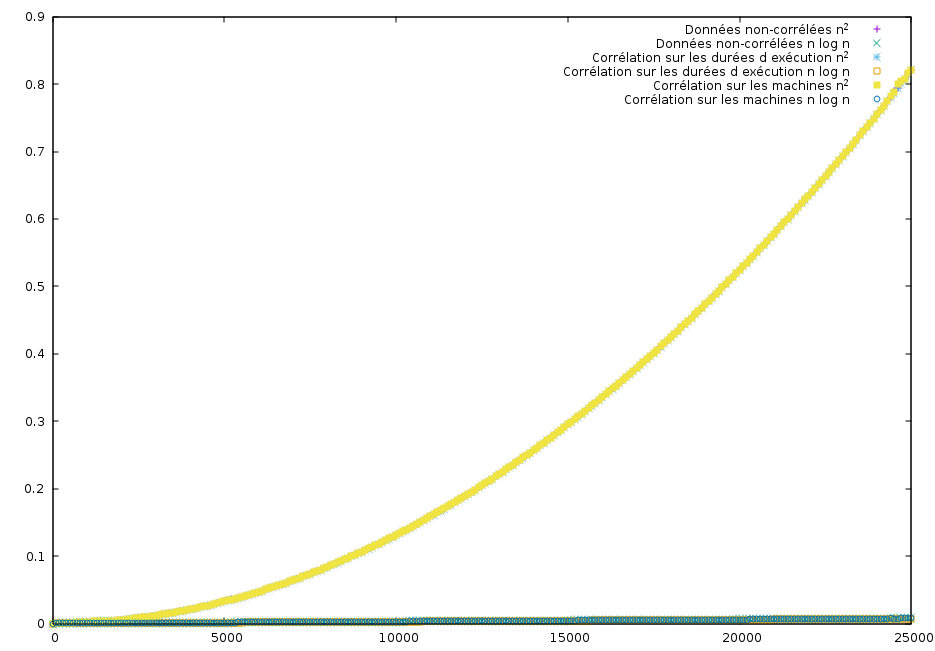 0.9
Données non-corrélées n²
Données non-corrélées n log n
Corrélation sur les durées d exécution n²
Corrélation sur les durées d exécution n log n
Corrélation sur les machines n²
Corrélation sur les machines n log n
0.8
0.7
0.6
0.5
0.4
0.3
0.2
0.1
0
0 5000 10000 15000 20000 25000